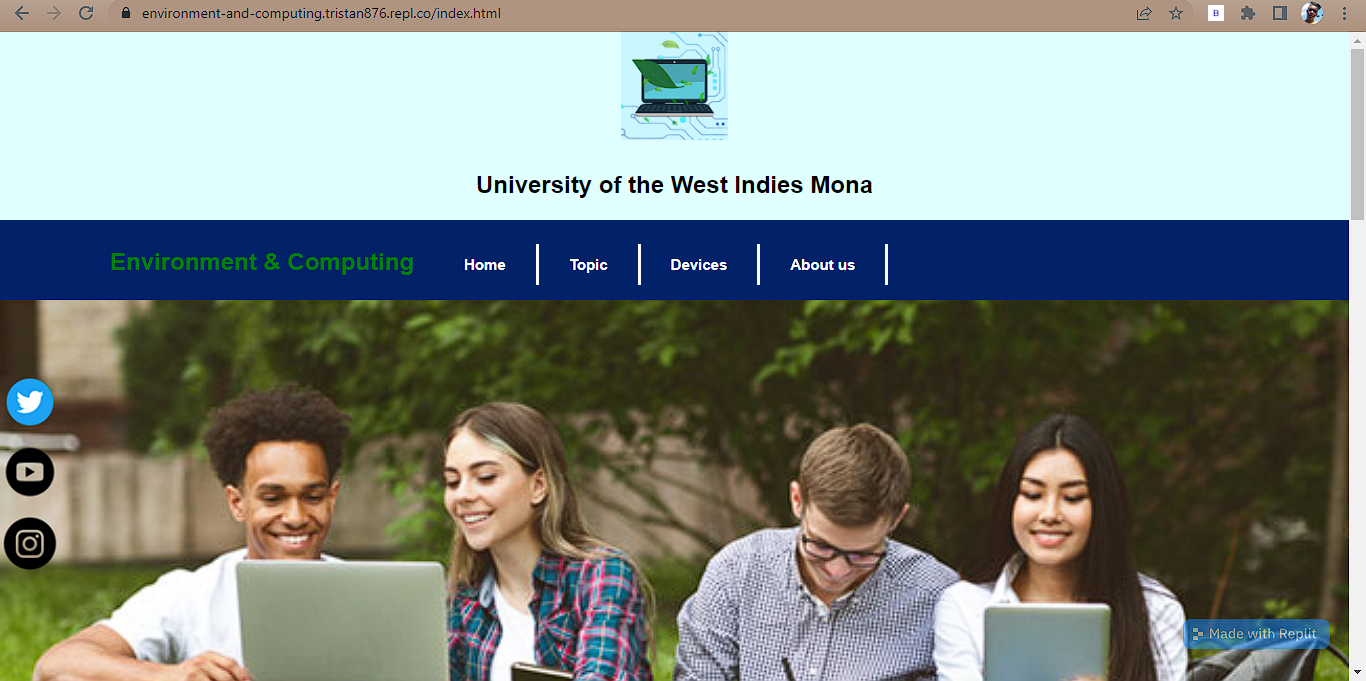 environment-and-computing.tristan876.repl.co/index.html
B
University of the West Indies Mona
Environment & Computing
Home
Topic
Devices
About us
Made with Replit